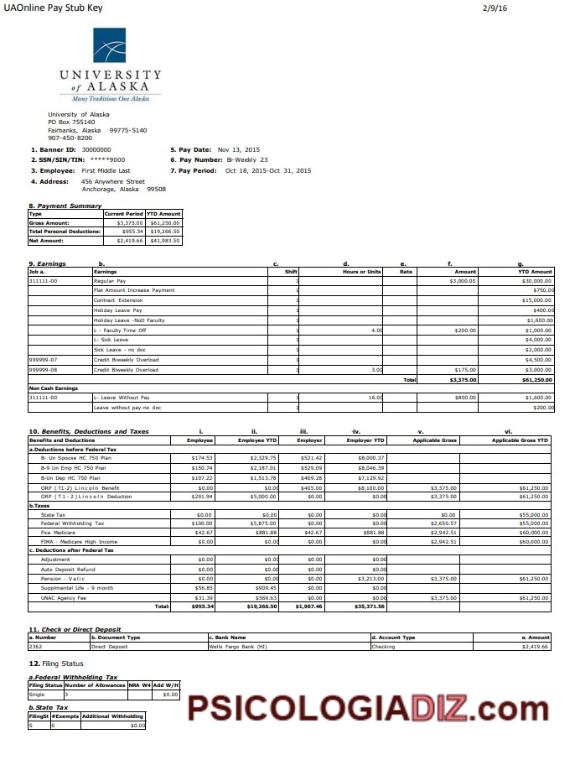 UAOnline Pay Stub Key 2/9/16
UNIVERSITY
of ALASKA
Many Traditions One Alaska
University of Alaska
PO Box 755140
Fairbanks, Alaska 99775-5140
907-450-8200
1. Banner ID: 30000000 5. Pay Date: Nov 13, 2015
2. SSN/SIN/TIN: *****9000 6. Pay Number: Bi-Weekly 23
3. Employee: First Middle Last 7. Pay Period: Oct 18, 2015-Oct 31, 2015
4. Address: 456 Anywhere Street
Anchorage, Alaska 99508
8. Payment Summary
Type Current Period YTD Amount
Gross Amount: $3,375.00 $61,250.00
Total Personal Deductions: $955.34 $19,266.50
Net Amount: $2,419.66 $41,983.50
9. Earnings b. c. d. e. f. g.
Job a. Earnings Shift Hours or Units Rate Amount YTD Amount
311111-00 Regular Pay 1 $3,000.00 $30,000.00
Flat Amount Increase Payment 1 $750.00
Contract Extension 1 $15,000.00
Holiday Leave Pay 1 $400.00
Holiday Leave -NoD Faculty 1 $1,600.00
L - Faculty Time Off 1 4.00 $200.00 $1,000.00
L- Sick Leave 1 $4,000.00
Sick Leave - no doc 1 $2,000.00
999999-07 Credit Biweekly Overload 1 $4,500.00
999999-08 Credit Biweekly Overload 1 3.00 $175.00 $3,000.00
Total $3,375.00 $61,250.00
Non Cash Earnings
311111-00 L- Leave Without Pay 1 16.00 $800.00 $1,600.00
Leave without pay-no doc 1 $200.00
10. Benefits, Deductions and Taxes i. ii. iii. iv. v. vi.
Benefits and Deductions Employee Employee YTD Employer Employer YTD Applicable Gross Applicable Gross YTD
a.Deductions before Federal Tax
B- Un Spouse HC 750 Plan $174.53 $2,329.75 $521.42 $8,000.37
B-9 Un Emp HC 750 Plan $150.74 $2,187.01 $529.09 $8,046.39
B-Un Dep HC 750 Plan $107.22 $1,513.78 $469.28 $7,129.92
ORP (T1-2) Lincoln Benefit $0.00 $0.00 $405.00 $8,100.00 $3,375.00 $61,250.00
ORP (T1-2) Lincoln Deduction $291.94 $5,000.00 $0.00 $0.00 $3,375.00 $61,250.00
b.Taxes
State Tax $0.00 $0.00 $0.00 $0.00 $0.00 $55,000.00
Federal Withholding Tax $100.00 $5,875.00 $0.00 $0.00 $2,650.57 $55,000.00
Fica Medicare $42.67 $881.88 $42.67 $881.88 $2,942.51 $60,000.00
FIMA - Medicare High Income $0.00 $0.00 $0.00 $0.00 $2,942.51 $60,000.00
c. Deductions after Federal Tax
Adjustment $0.00 $0.00 $0.00 $0.00
Auto Deposit Refund $0.00 $0.00 $0.00 $0.00
Pension - Valic $0.00 $0.00 $0.00 $3,213.00 $3,375.00 $61,250.00
Supplmental Life - 9 month $56.85 $909.45 $0.00 $0.00
UNAC Agency Fee $31.39 $569.63 $0.00 $0.00 $61,250.00
Total: $955.34 $19,266.50 $1,967.46 $35,371.56
11. Check or Direct Deposit
a. Number b. Document Type c. Bank Name d. Account Type e. Amount
2362 Direct Deposit Wells Fargo Bank (HI) Checking $2,419.66
12. Filing Status
a.Federal Withholding Tax
Filing Status Number of Allowances NRA W4 Add W/H
Single 3 $0.00
b.State Tax
FilingSt #Exempts Additional Withholding
S 0 $0.00
PSICOLOGIADIZ.com